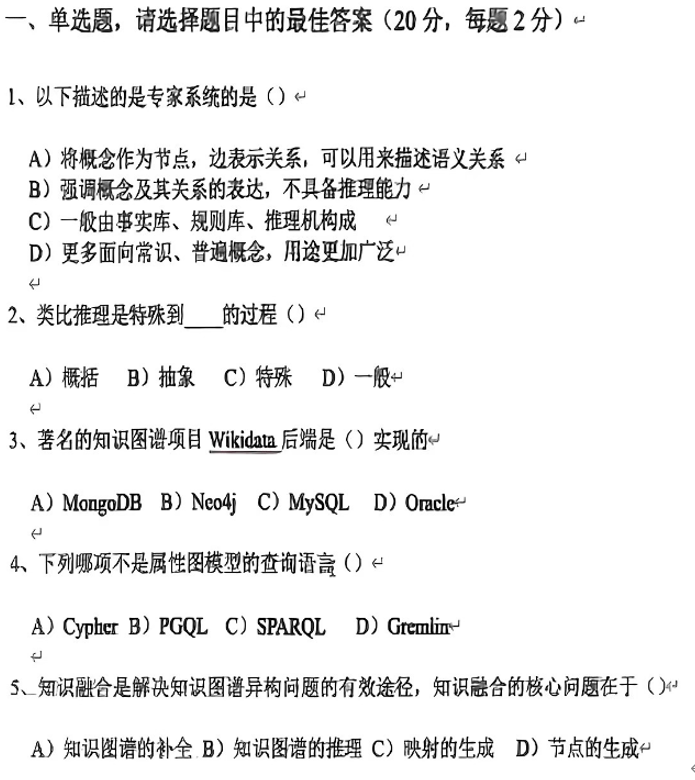 一、单选题，请选择题目中的最佳答案（20 分，每题 2 分）
1、以下描述的是专家系统的是（）
A）将概念作为节点，边表示关系，可以用来描述语义关系
B）强调概念及其关系的表达，不具备推理能力
C）一般由事实库、规则库、推理机构成
D）更多面向常识、普遍概念，用途更加广泛
2、类比推理是特殊到____的过程（）
A）概括 B）抽象 C）特殊 D）一般
3、著名的知识图谱项目 Wikidata 后端是（）实现的
A）MongoDB B）Neo4j C）MySQL D）Oracle
4、下列哪项不是属性图模型的查询语言（）
A）Cypher B）PGQL C）SPARQL D）Gremlin
5、知识融合是解决知识图谱异构问题的有效途径，知识融合的核心问题在于（）
A）知识图谱的补全 B）知识图谱的推理 C）映射的生成 D）节点的生成